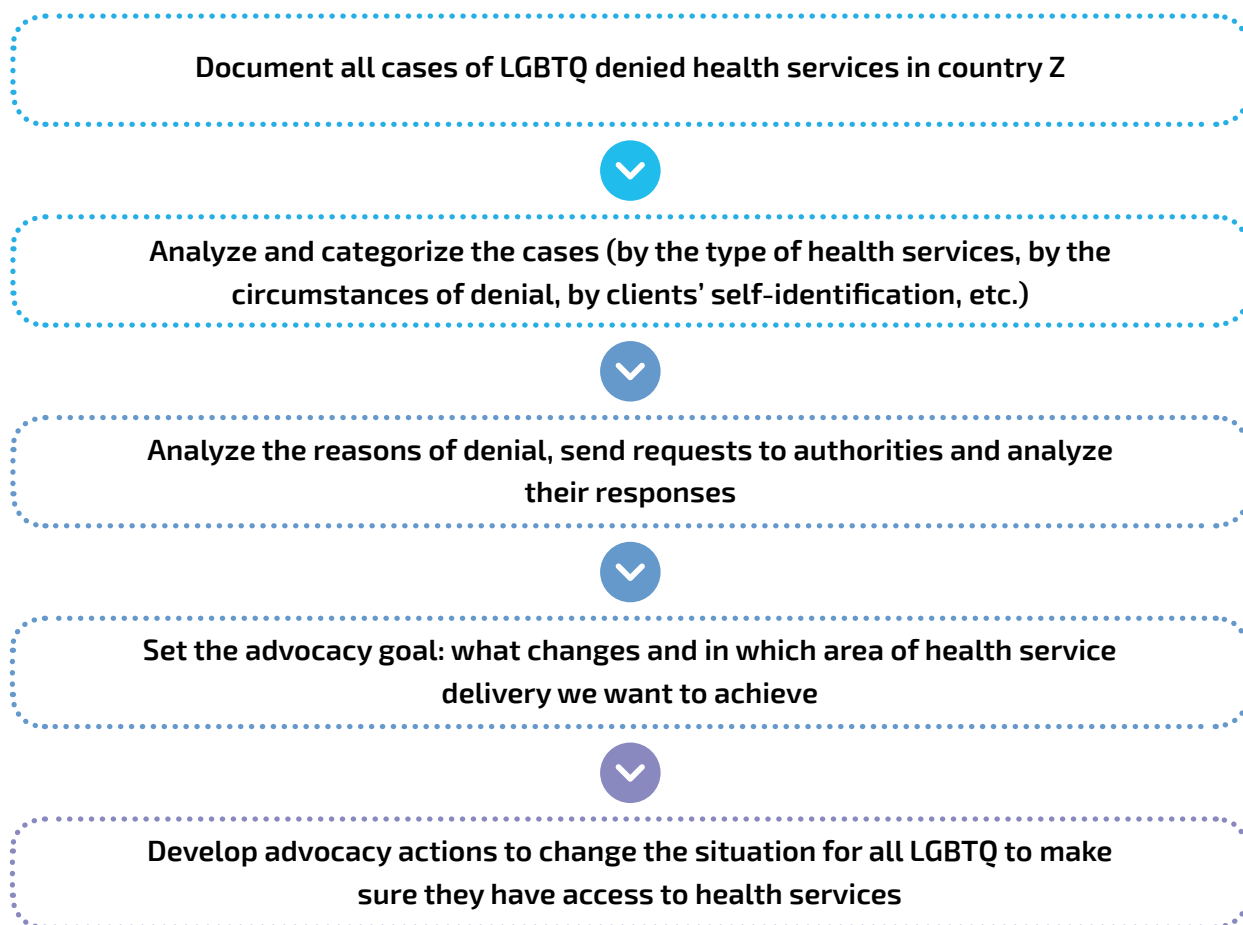 Document all cases of LGBTQ denied health services in country Z
Analyze and categorize the cases (by the type of health services, by the
circumstances of denial, by clients’ self-identification, etc.)
Analyze the reasons of denial, send requests to authorities and analyze
their responses
Set the advocacy goal: what changes and in which area of health service
delivery we want to achieve
Develop advocacy actions to change the situation for all LGBTQ to make
sure they have access to health services